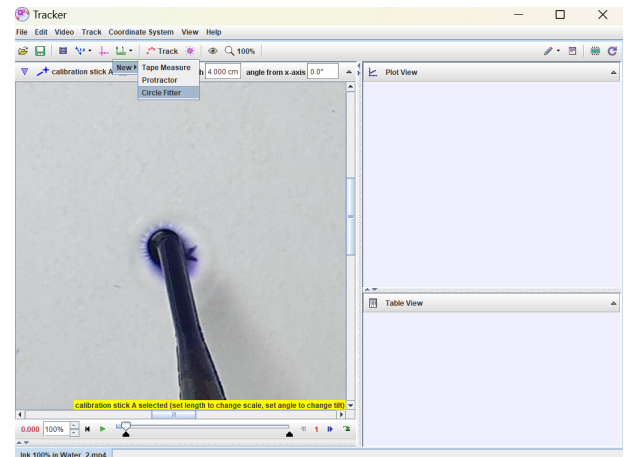 Tracker
File Edit Video Track Coordinate System View Help
Track 100%
calibration stick A h 4.000 cm angle from x-axis 0.0°
New Tape Measure
Protractor
Circle Fitter
Plot View
Table View
calibration stick A selected (set length to change scale, set angle to change tilt)
0.000 100% 1
Ink 100% in Water_2.mp4